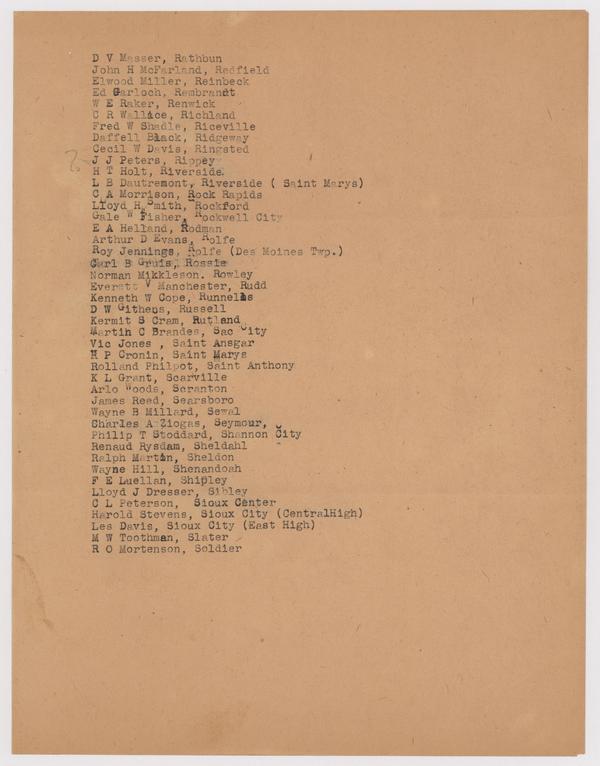 D V Masser, Rathbun
John H McFarland, Redfield
Elwood Miller, Reinbeck
Ed Garloch, Rembrandt
W E Raker, Renwick
C R Wallace, Richland
Fred W Shadle, Riceville
Daffell Black, Ridgeway
Cecil W Davis, Ringsted
? J J Peters, Rippey
H T Holt, Riverside.
L B Dautremont, Riverside ( Saint Marys)
C A Morrison, Rock Rapids
Lloyd H Smith, Rockford
Gale W Fisher, Rockwell City
E A Helland, Rodman
Arthur D Evans, Rolfe
Roy Jennings, Rolfe (Des Moines Twp.)
Carl B Gruis, Rossie
Norman Mikkleson. Rowley
Everatt V Manchester, Rudd
Kenneth W Cope, Runnells
D W Githens, Russell
Kermit S Cram, Rutland
Martin C Brandes, Sac City
Vic Jones , Saint Ansgar
H P Cronin, Saint Marys
Rolland Philpot, Saint Anthony
K L Grant, Scarville
Arlo Woods, Scranton
James Reed, Searsboro
Wayne B Millard, Sewal
Charles A Ziogas, Seymour,
Philip T Stoddard, Shannon City
Renaud Rysdam, Sheldahl
Ralph Martin, Sheldon
Wayne Hill, Shenandoah
F E Luellan, Shipley
Lloyd J Dresser, Sibley
C L Peterson, Sioux Center
Harold Stevens, Sioux City (CentralHigh)
Les Davis, Sioux City (East High)
M W Toothman, Slater
R O Mortenson, Soldier